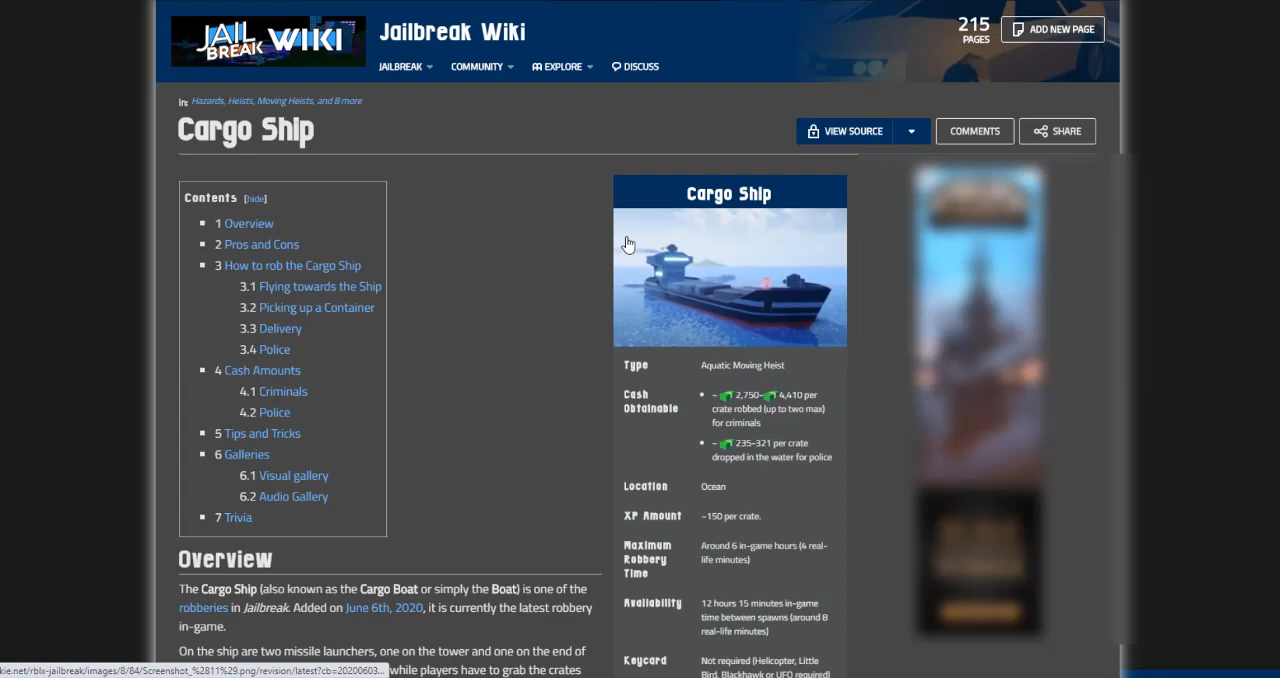 JAIL BREAK WIKI
Jailbreak Wiki
215 PAGES
ADD NEW PAGE
JAILBREAK COMMUNITY EXPLORE DISCUSS
in: Hazards, Heists, Moving Heists, and 8 more
Cargo Ship
VIEW SOURCE COMMENTS SHARE
Contents [hide]
1 Overview
2 Pros and Cons
3 How to rob the Cargo Ship
3.1 Flying towards the Ship
3.2 Picking up a Container
3.3 Delivery
3.4 Police
4 Cash Amounts
4.1 Criminals
4.2 Police
5 Tips and Tricks
6 Galleries
6.1 Visual gallery
6.2 Audio Gallery
7 Trivia
Overview
The Cargo Ship (also known as the Cargo Boat or simply the Boat) is one of the
robberies in Jailbreak. Added on June 6th, 2020, it is currently the latest robbery
in-game.
On the ship are two missile launchers, one on the tower and one on the end of
while players have to grab the crates
Cargo Ship
Type Aquatic Moving Heist
Cash Obtainable
~ 2,750- 4,410 per
crate robbed (up to two max)
for criminals
~ 235-321 per crate
dropped in the water for police
Location Ocean
XP Amount ~150 per crate.
Maximum Robbery Time
Around 6 in-game hours (4 real-
life minutes)
Availability
12 hours 15 minutes in-game
time between spawns (around 8
real-life minutes)
Keycard
Not required (Helicopter, Little
Bird, Blackhawk or UFO required)
kie.net/rblx-jailbreak/images/8/84/Screenshot_%2811%29.png/revision/latest?cb=20200603...